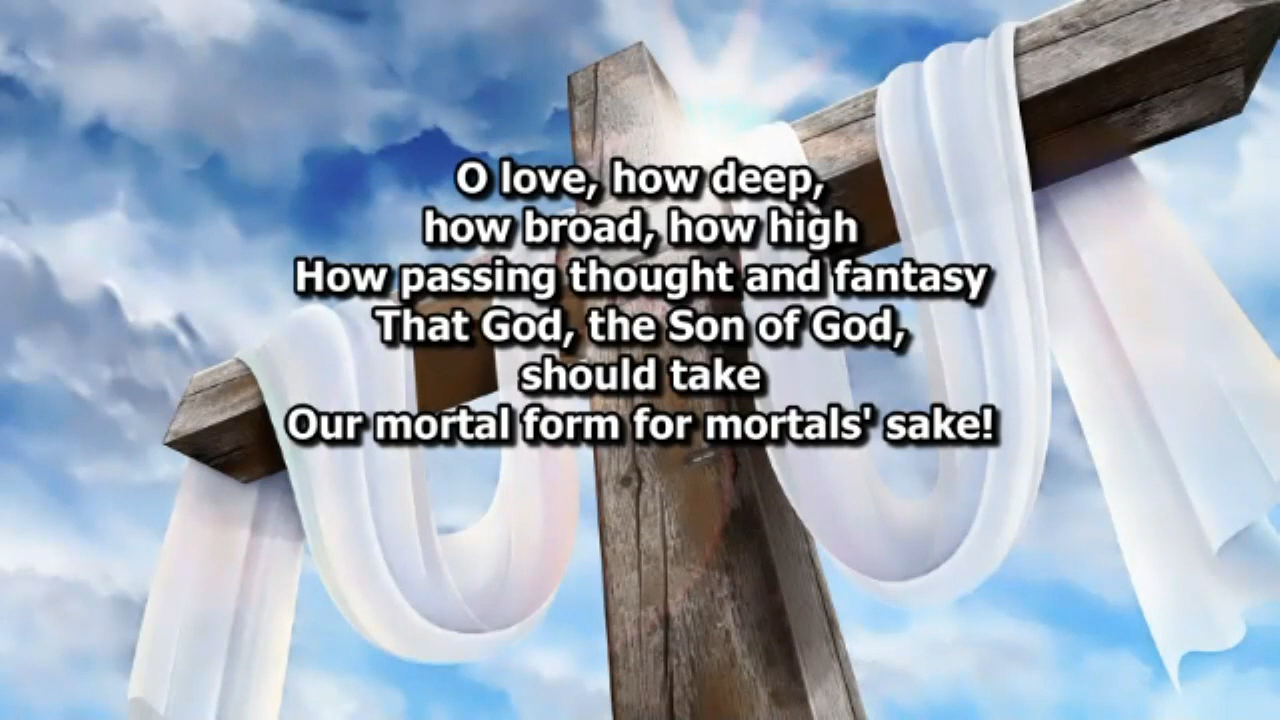 O love, how deep,
how broad, how high
How passing thought and fantasy
That God, the Son of God,
should take
Our mortal form for mortals' sake!